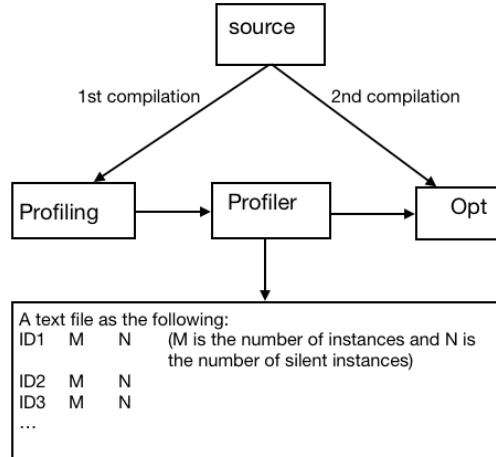 source
1st compilation
2nd compilation
Profiling
Profiler
Opt
A text file as the following:
ID1 M N (M is the number of instances and N is
the number of silent instances)
ID2 M N
ID3 M N
…